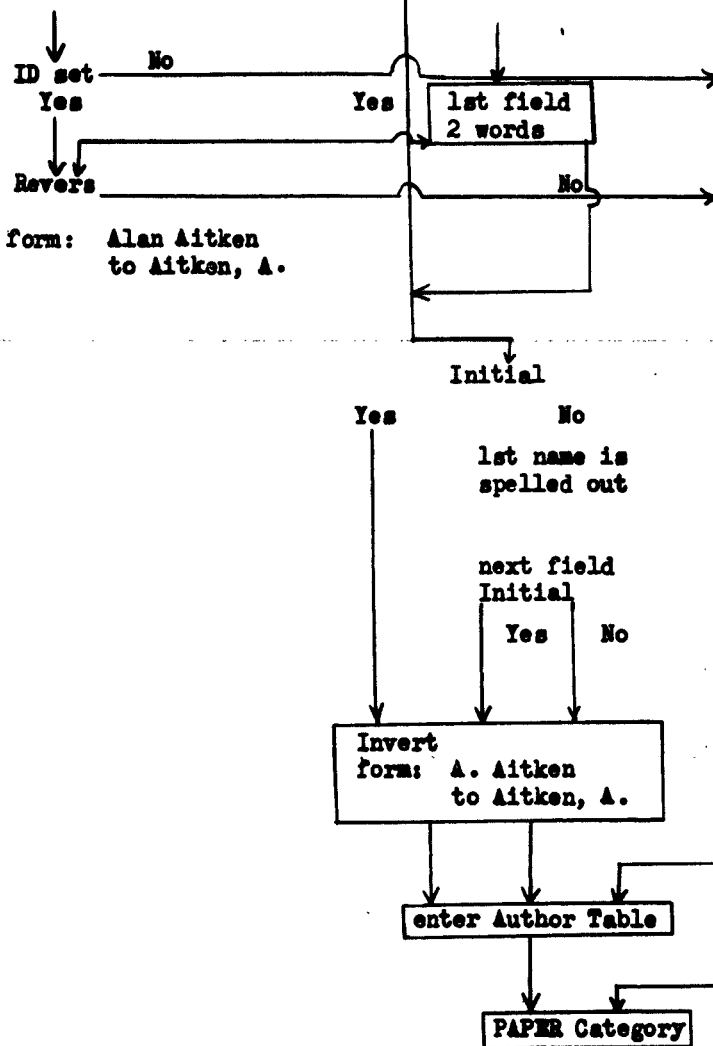 No
ID set
Yes
Yes
1st field
2 words
Revers
No
form: Alan Aitken
to Aitken, A.
Initial
Yes
No
1st name is
spelled out
next field
Initial
Yes
No
Invert
form: A. Aitken
to Aitken, A.
enter Author Table
PAPER Category